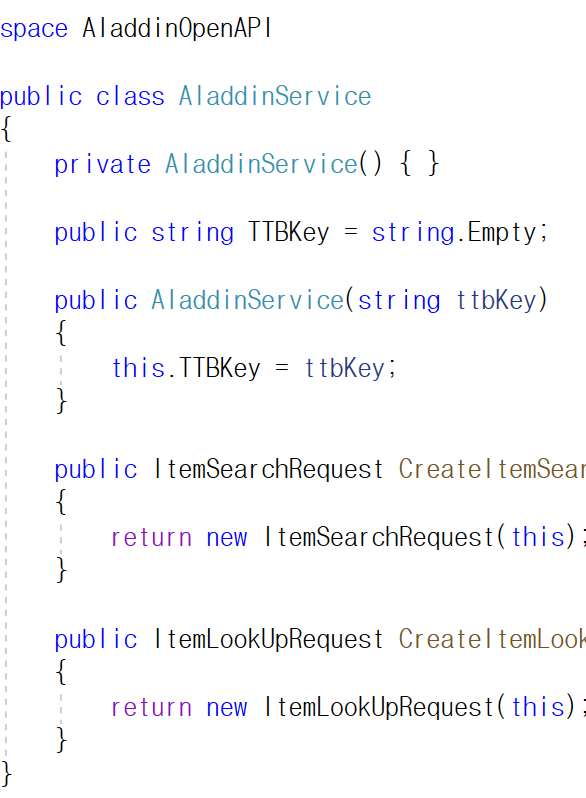 space AladdinOpenAPI
public class AladdinService
{
private AladdinService() { }
public string TTBKey = string.Empty;
public AladdinService(string ttbKey)
{
this.TTBKey = ttbKey;
}
public ItemSearchRequest CreateItemSear
{
return new ItemSearchRequest(this);
}
public ItemLookUpRequest CreateItemLook
{
return new ItemLookUpRequest(this);
}
}